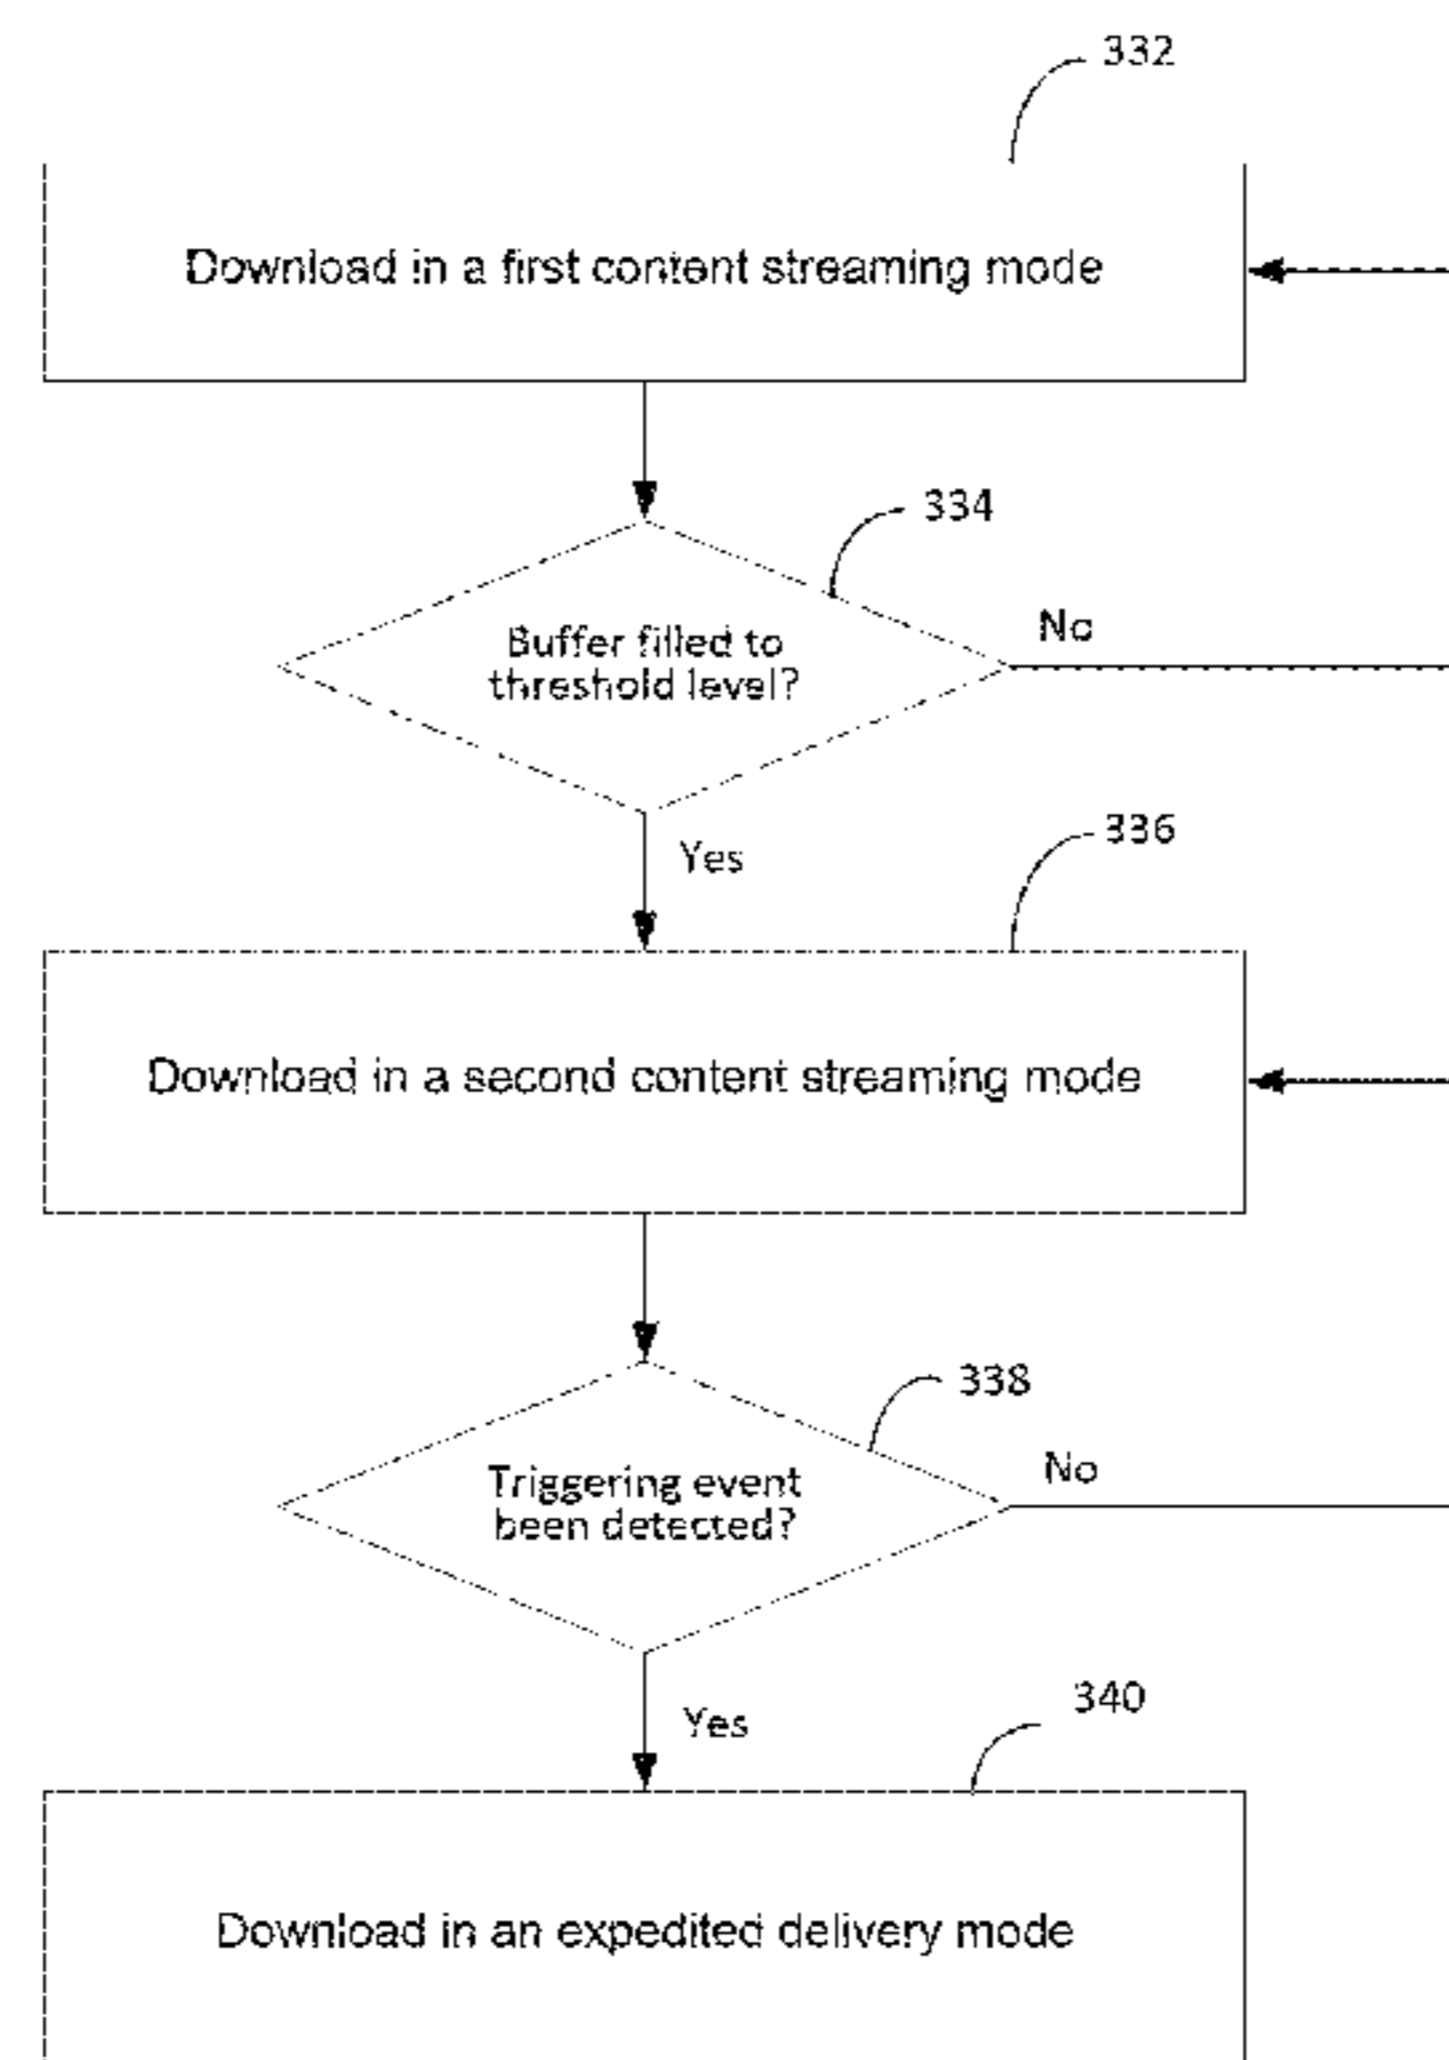 332
Download in a first content streaming mode
334
Buffer filled to
threshold level?
No
Yes
336
Download in a second content streaming mode
338
Triggering event
been detected?
No
Yes
340
Download in an expedited delivery mode